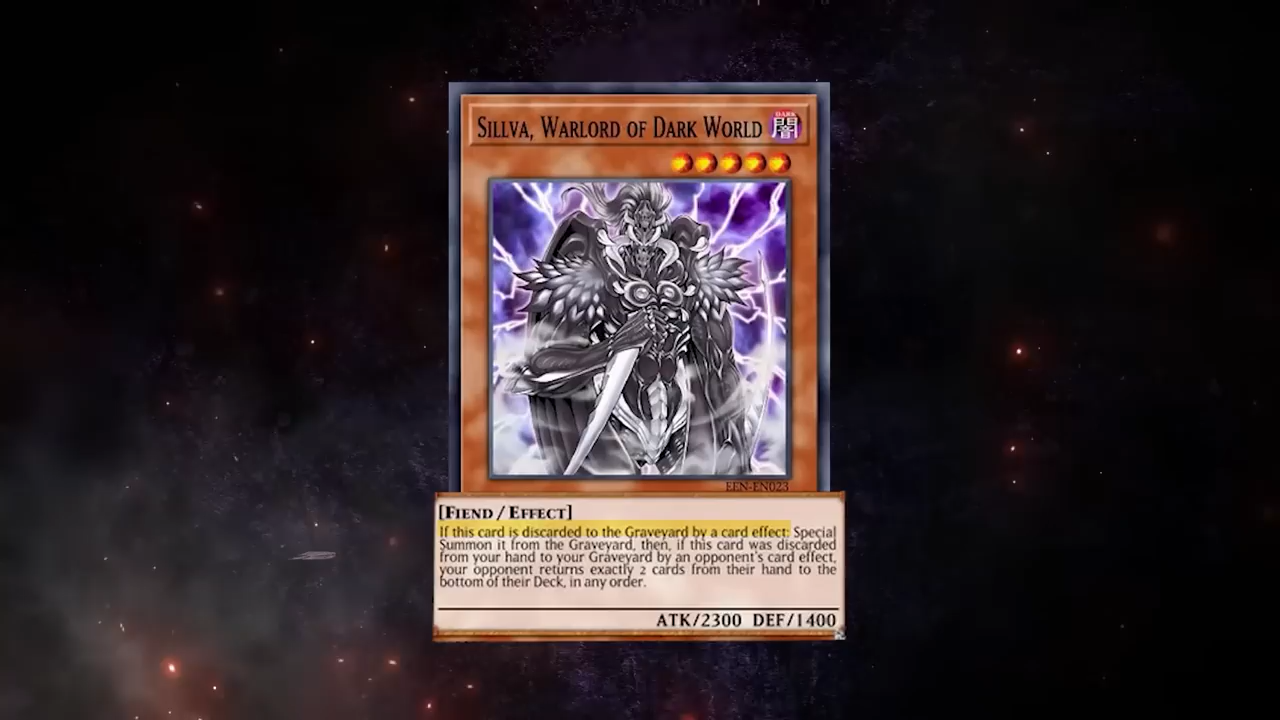 Sillva, Warlord of Dark World
DARK
闇
EEN-EN023
[Fiend / Effect]
If this card is discarded to the Graveyard by a card effect: Special
Summon it from the Graveyard, then, if this card was discarded
from your hand to your Graveyard by an opponent's card effect,
your opponent returns exactly 2 cards from their hand to the
bottom of their Deck, in any order.
ATK/2300 DEF/1400